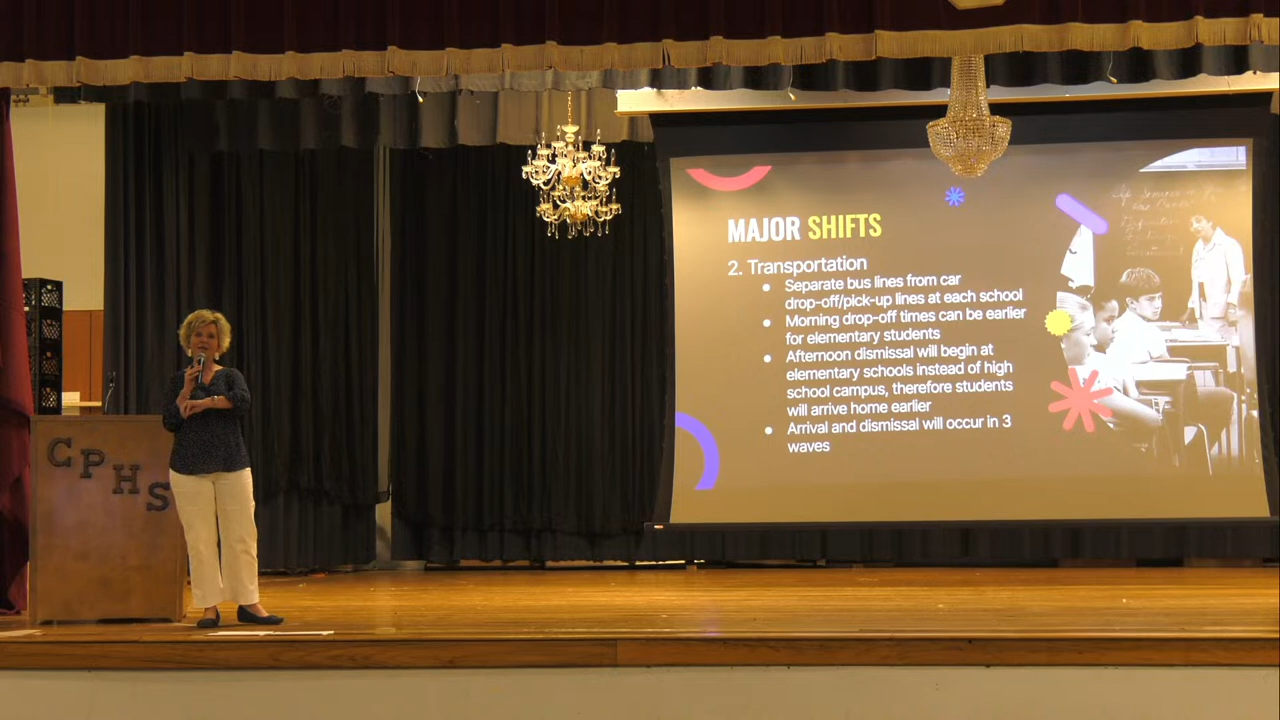 CPHS
MAJOR SHIFTS
2. Transportation
• Separate bus lines from car
drop-off/pick-up lines at each school
• Morning drop-off times can be earlier
for elementary students
• Afternoon dismissal will begin at
elementary schools instead of high
school campus, therefore students
will arrive home earlier
• Arrival and dismissal will occur in 3
waves